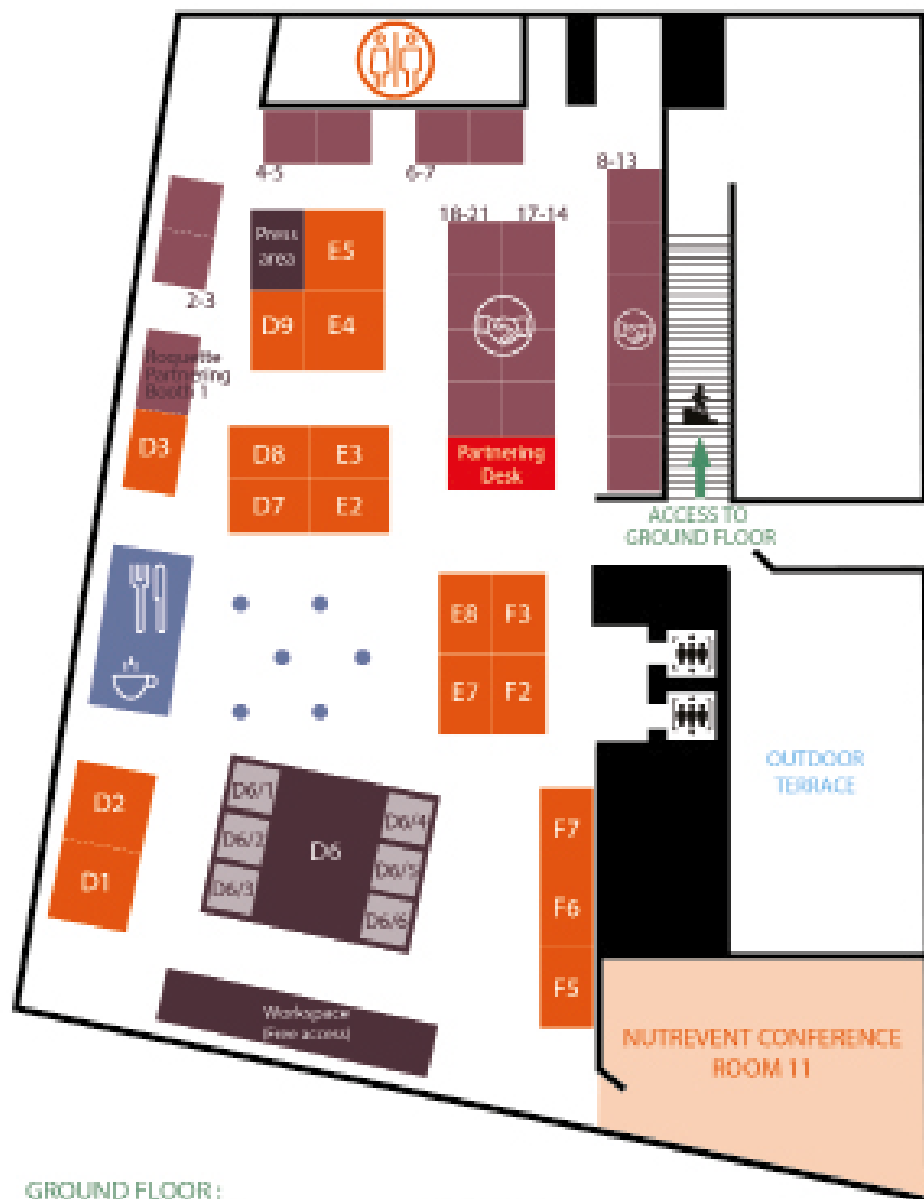 4-5
6-7
8-13
18-21
17-14
Press
area
E5
2-3
D9
E4
Roquette
Partnering
Booth 1
D3
D8
E3
Partnering
Desk
D7
E2
ACCESS TO
GROUND FLOOR
E8
F3
E7
F2
OUTDOOR
TERRACE
D2
D1
D6/1
D6/2
D6/3
D6
D6/4
D6/5
D6/6
F7
F6
F5
Workspace
(Free access)
NUTREVENT CONFERENCE
ROOM 11
GROUND FLOOR :